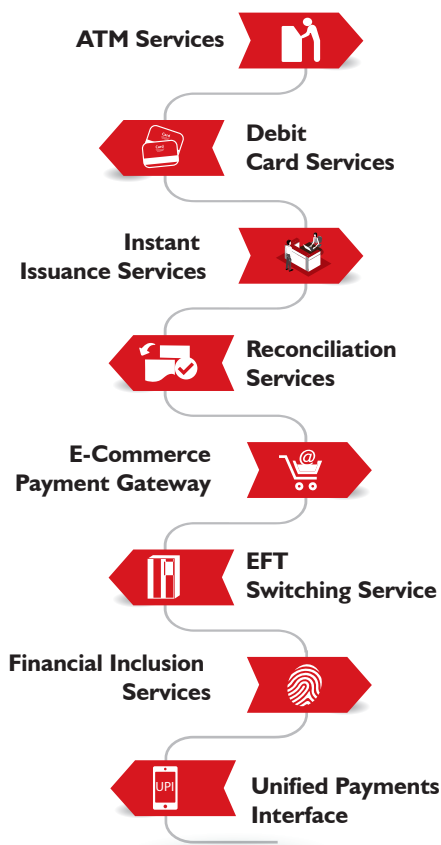 ATM Services
Debit
Card Services
Instant
Issuance Services
Reconciliation
Services
E-Commerce
Payment Gateway
@
EFT
Switching Service
Financial Inclusion
Services
UPI
Unified Payments
Interface